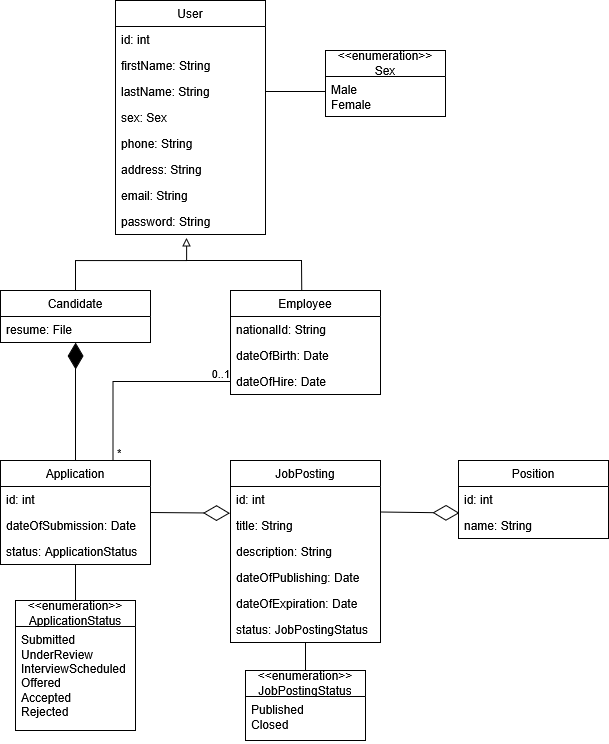 User
id: int
firstName: String
lastName: String
sex: Sex
phone: String
address: String
email: String
password: String
<<enumeration>>
Sex
Male
Female
Candidate
resume: File
Employee
nationalId: String
dateOfBirth: Date
dateOfHire: Date
0..1
*
Application
id: int
dateOfSubmission: Date
status: ApplicationStatus
JobPosting
id: int
title: String
description: String
dateOfPublishing: Date
dateOfExpiration: Date
status: JobPostingStatus
Position
id: int
name: String
<<enumeration>>
ApplicationStatus
Submitted
UnderReview
InterviewScheduled
Offered
Accepted
Rejected
<<enumeration>>
JobPostingStatus
Published
Closed